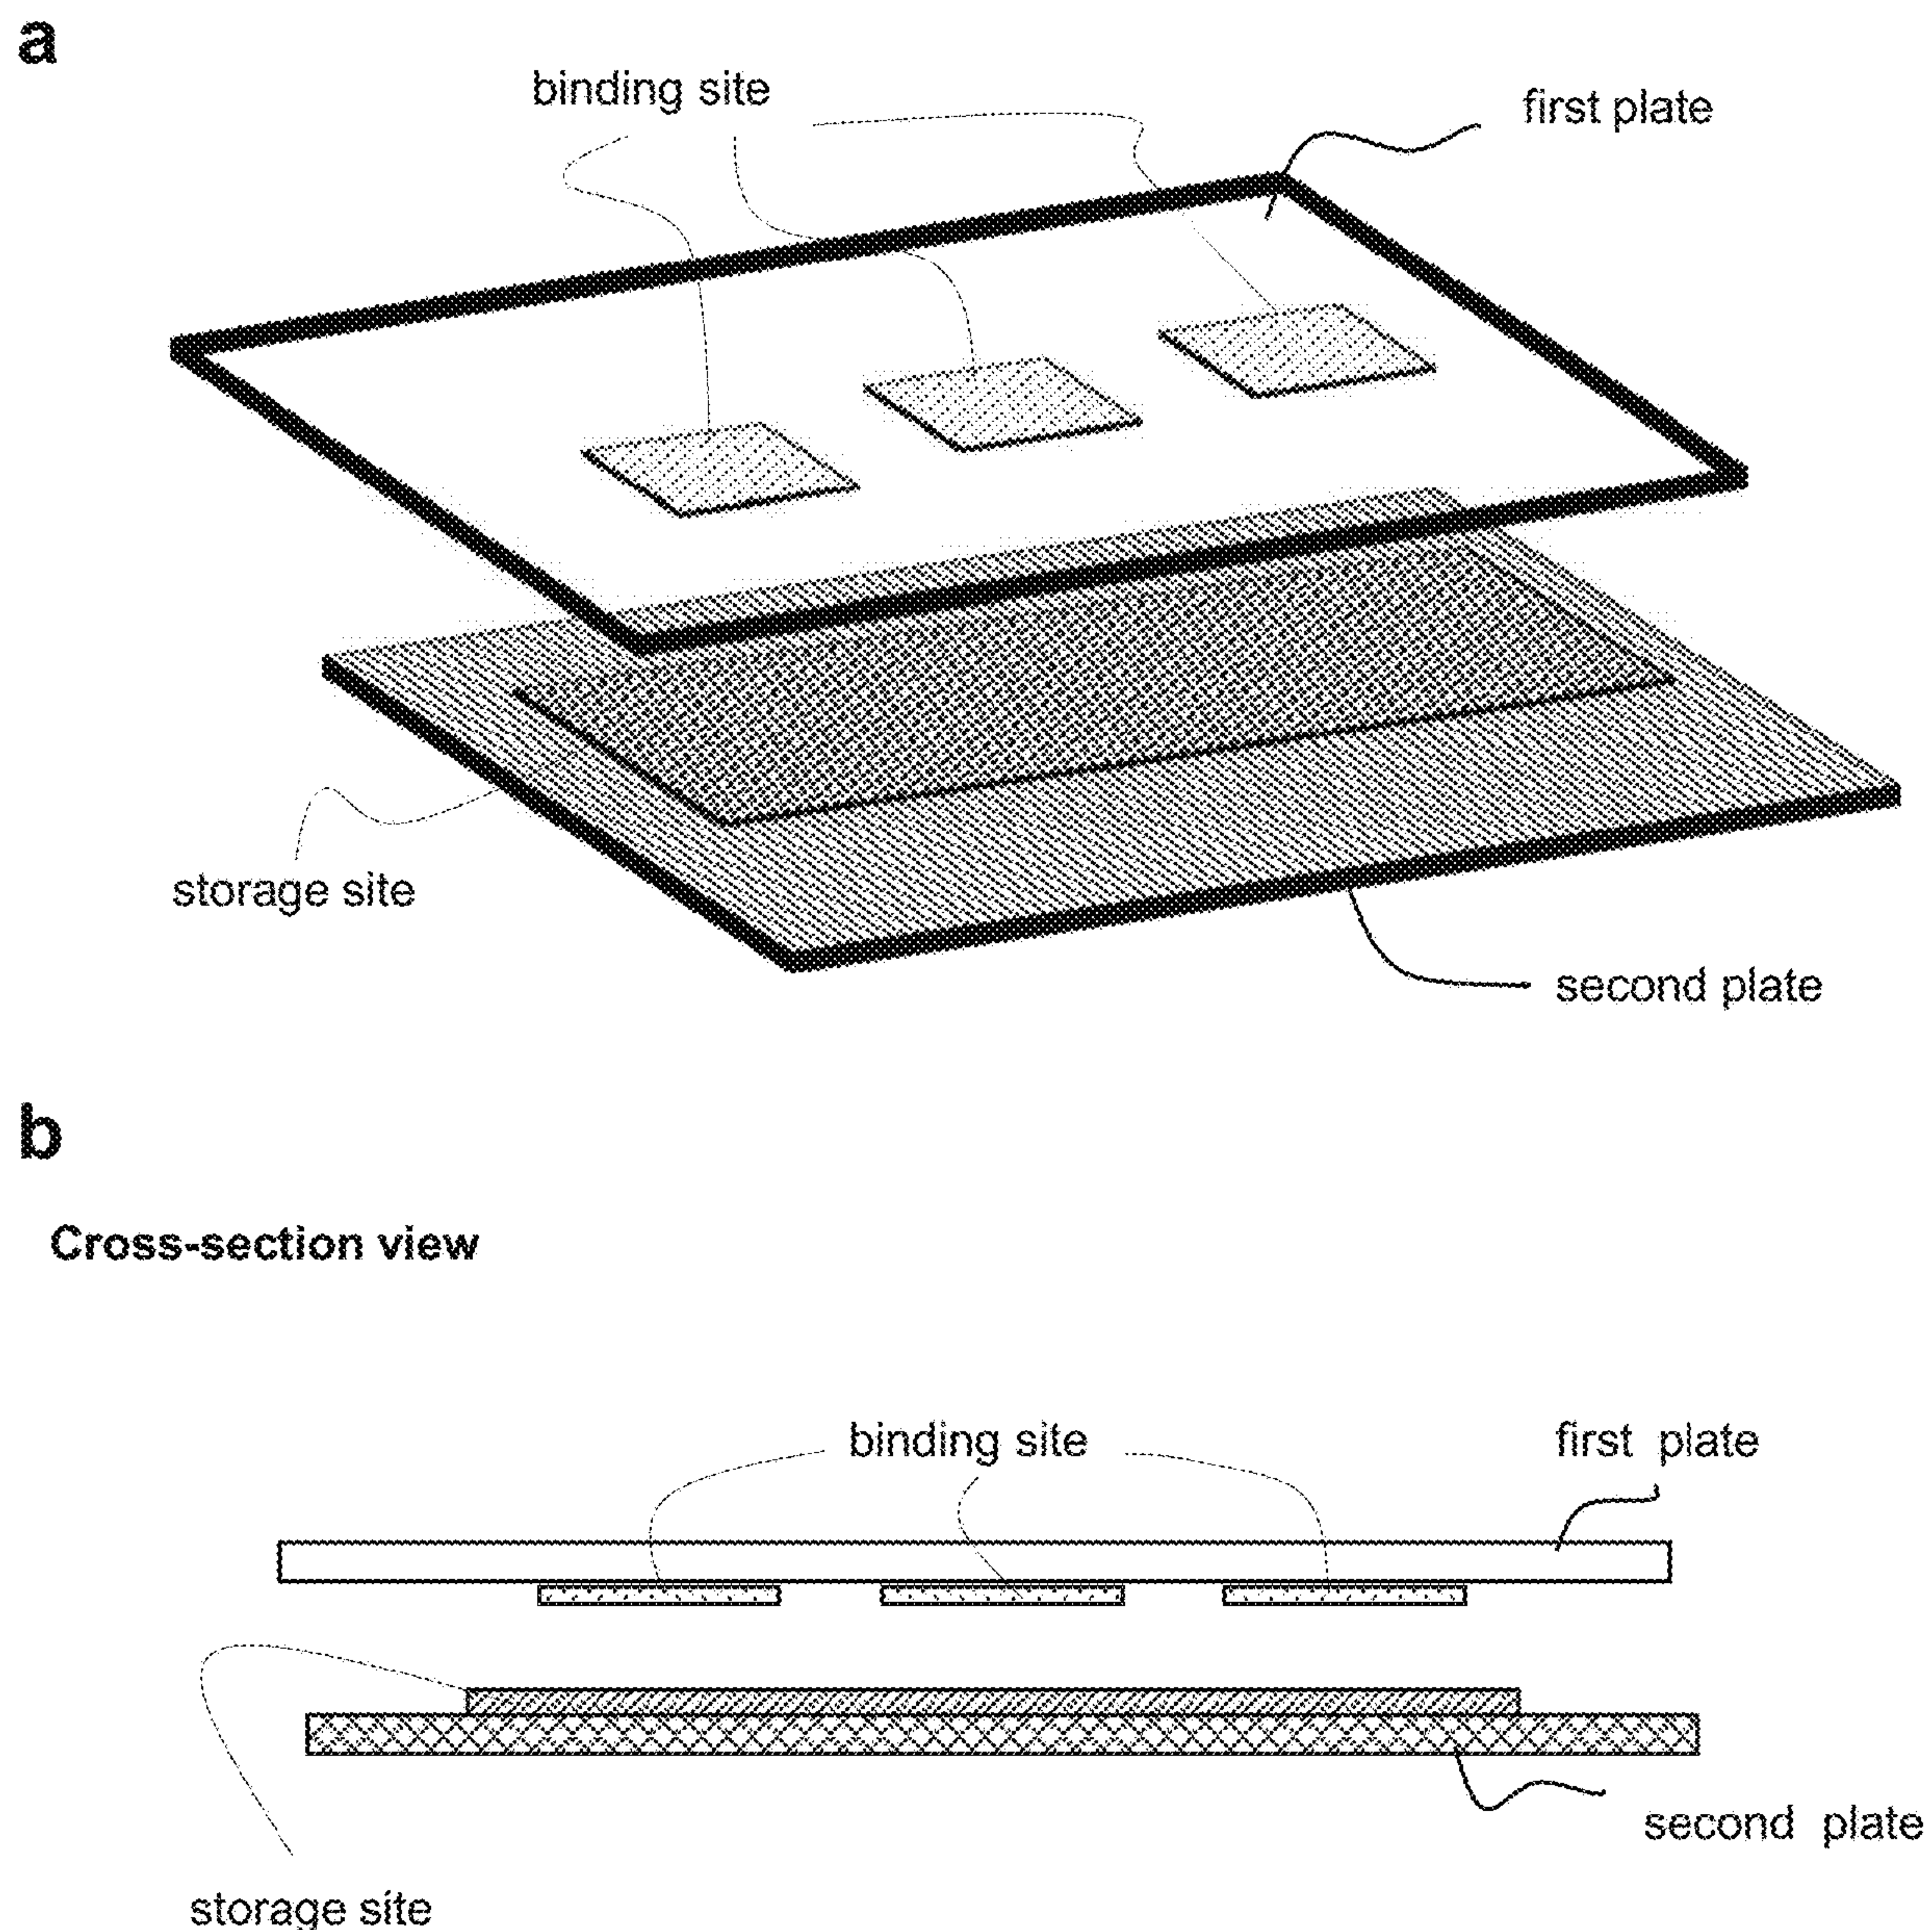 a
binding site
first plate
storage site
second plate
b
Cross-section view
binding site
first plate
second plate
storage site